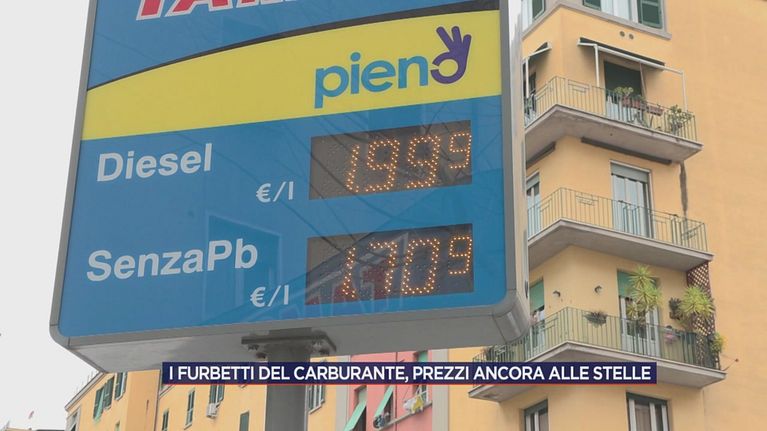 pieno
Diesel
€/l 1.999
SenzaPb
€/l 1.709
I FURBETTI DEL CARBURANTE, PREZZI ANCORA ALLE STELLE